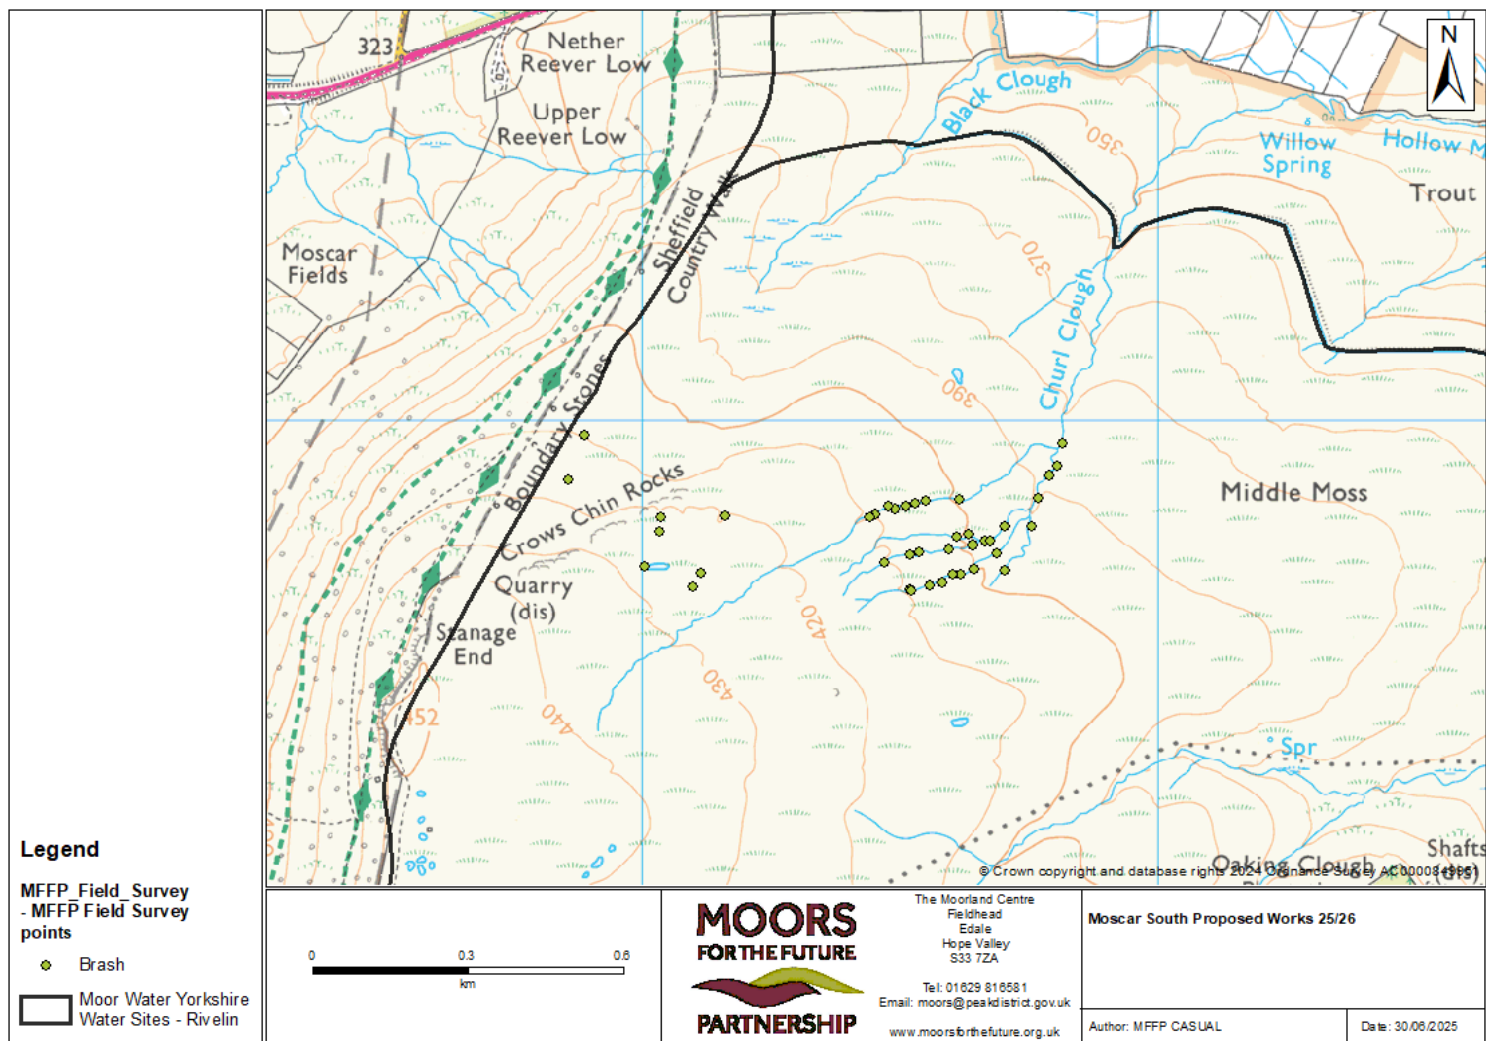 323
Nether
Reever Low
Upper
Reever Low
Black Clough
350
Willow
Spring
Hollow M
Trout
N
Moscar
Fields
Sheffield
Country Walk
370
Churl Clough
390
Boundary Stones
Crows Chin Rocks
Middle Moss
Quarry
(dis)
Stanage
End
420
430
440
452
Spr
Shafts
(dis)
Oaking Clough
© Crown copyright and database rights 2024 Ordnance Survey
Legend
MFFP_Field_Survey
- MFFP Field Survey
points
Brash
Moor Water Yorkshire
Water Sites - Rivelin
0 0.3 0.6
km
MOORS
FOR THE FUTURE
PARTNERSHIP
The Moorland Centre
Fieldhead
Edale
Hope Valley
S33 7ZA
Tel: 01629 816581
Email: moors@peakdistrict.gov.uk
www.moorsforthefuture.org.uk
Moscar South Proposed Works 25/26
Author: MFFP CASUAL
Date: 30/06/2025